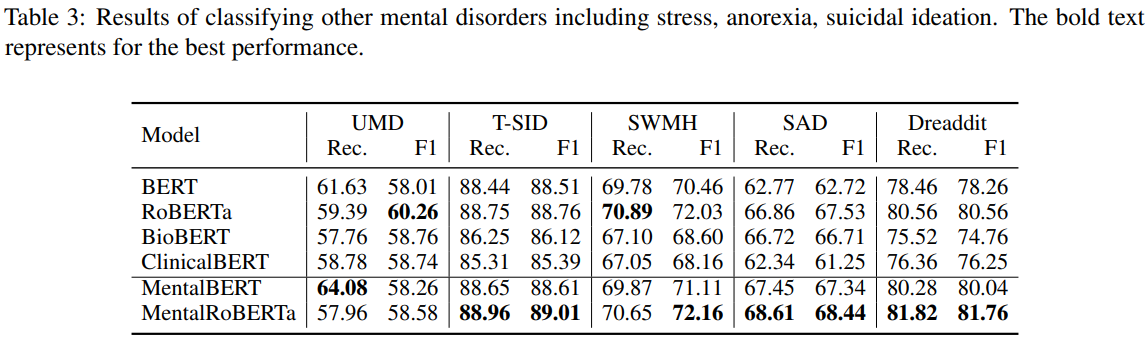 Table 3: Results of classifying other mental disorders including stress, anorexia, suicidal ideation. The bold text
represents for the best performance.
Model UMD T-SID SWMH SAD Dreaddit
Rec. F1 Rec. F1 Rec. F1 Rec. F1 Rec. F1
BERT 61.63 58.01 88.44 88.51 69.78 70.46 62.77 62.72 78.46 78.26
RoBERTa 59.39 60.26 88.75 88.76 70.89 72.03 66.86 67.53 80.56 80.56
BioBERT 57.76 58.76 86.25 86.12 67.10 68.60 66.72 66.71 75.52 74.76
ClinicalBERT 58.78 58.74 85.31 85.39 67.05 68.16 62.34 61.25 76.36 76.25
MentalBERT 64.08 58.26 88.65 88.61 69.87 71.11 67.45 67.34 80.28 80.04
MentalRoBERTa 57.96 58.58 88.96 89.01 70.65 72.16 68.61 68.44 81.82 81.76